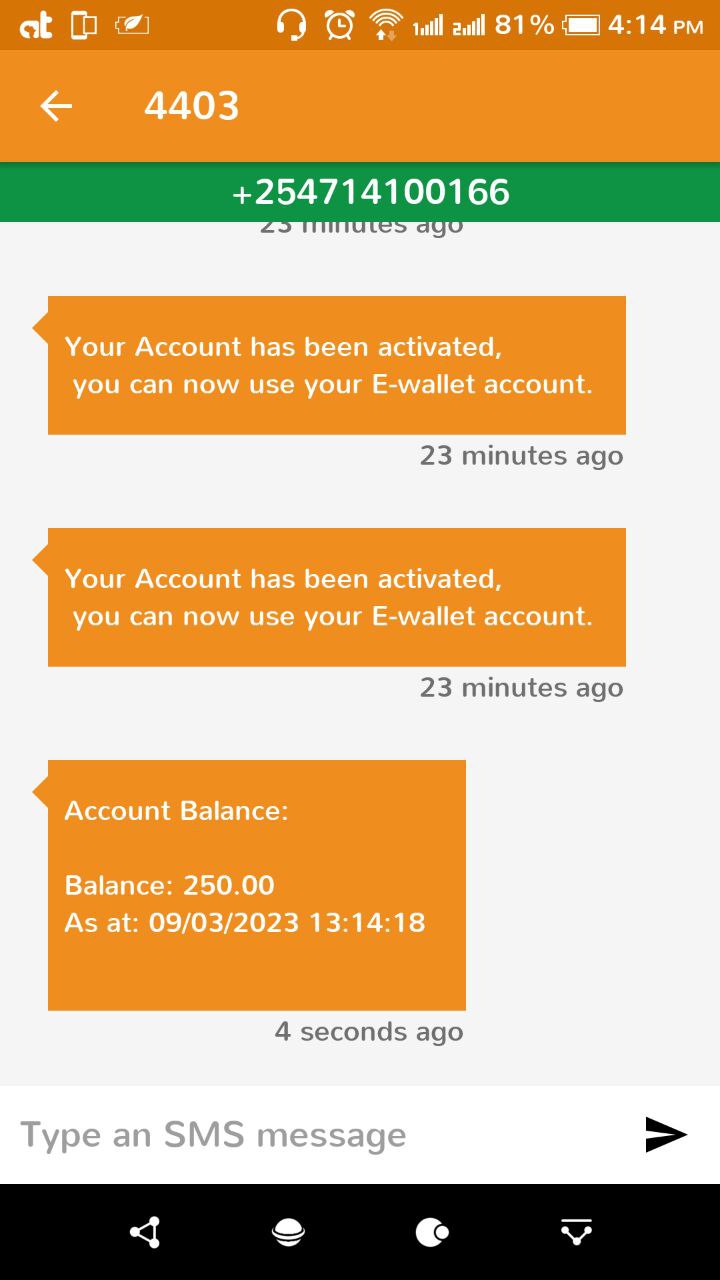 at 1 2 81% 4:14 PM
4403
+254714100166
23 minutes ago
Your Account has been activated,
you can now use your E-wallet account.
23 minutes ago
Your Account has been activated,
you can now use your E-wallet account.
23 minutes ago
Account Balance:
Balance: 250.00
As at: 09/03/2023 13:14:18
4 seconds ago
Type an SMS message